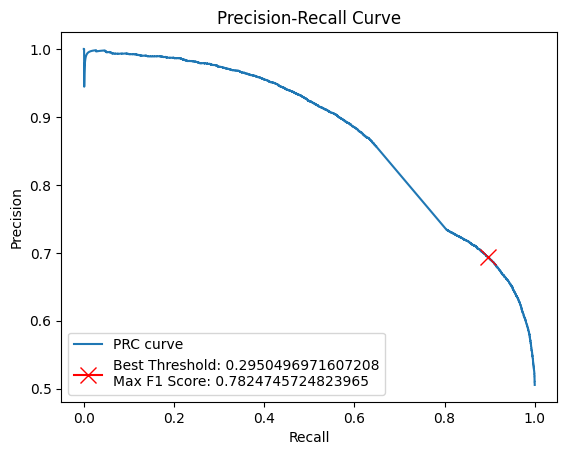 Precision-Recall Curve
1.0
0.9
0.8
0.7
0.6
0.5
Precision
PRC curve
Best Threshold: 0.2950496971607208
Max F1 Score: 0.7824745724823965
0.0
0.2
0.4
0.6
0.8
1.0
Recall